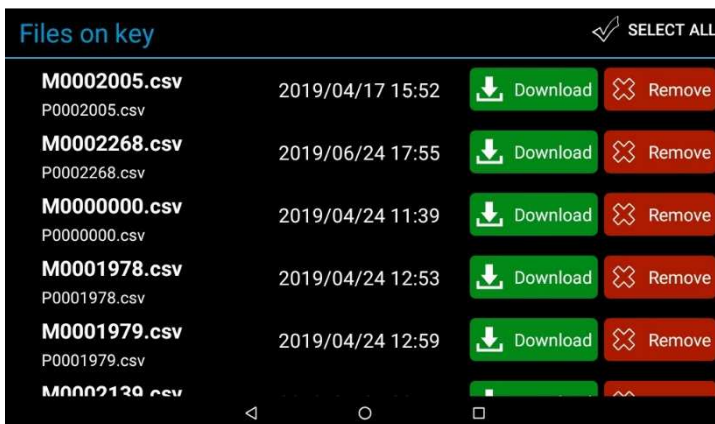 Files on key
SELECT ALL
M0002005.csv
P0002005.csv
2019/04/17 15:52
Download
Remove
M0002268.csv
P0002268.csv
2019/06/24 17:55
Download
Remove
M0000000.csv
P0000000.csv
2019/04/24 11:39
Download
Remove
M0001978.csv
P0001978.csv
2019/04/24 12:53
Download
Remove
M0001979.csv
P0001979.csv
2019/04/24 12:59
Download
Remove
M0002139.csv